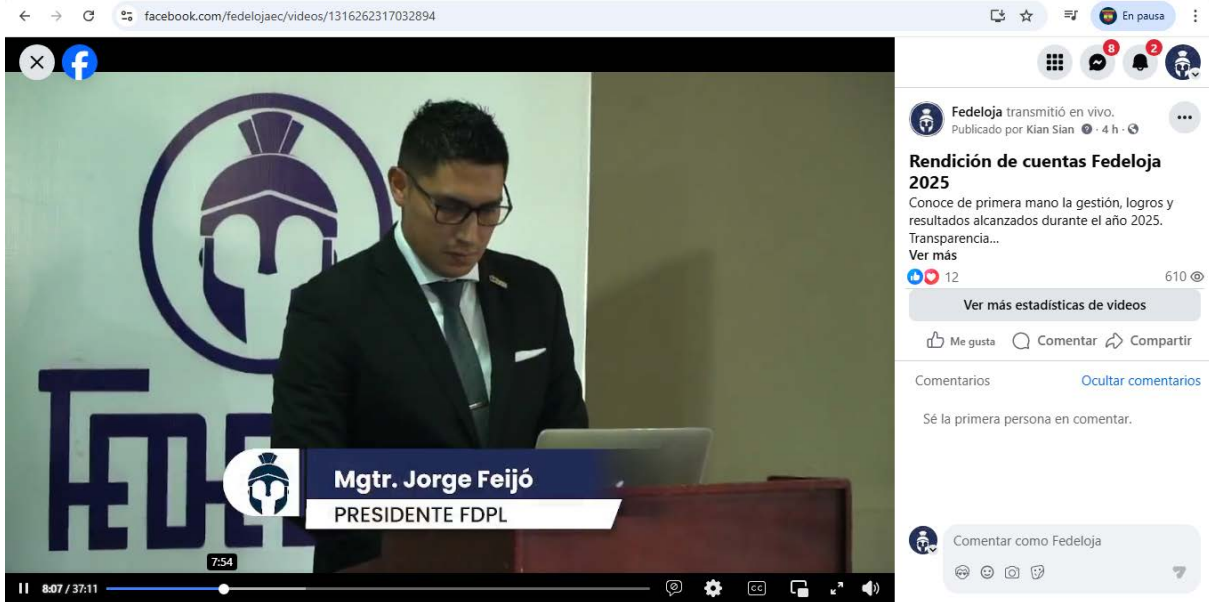 facebook.com/fedelojaec/videos/1316262317032894
En pausa
8
2
Fedeloja transmitió en vivo.
Publicado por Kian Sian · 4 h ·
Rendición de cuentas Fedeloja
2025
Conoce de primera mano la gestión, logros y
resultados alcanzados durante el año 2025.
Transparencia...
Ver más
12
610
Ver más estadísticas de videos
Me gusta
Comentar
Compartir
Comentarios
Ocultar comentarios
Sé la primera persona en comentar.
Comentar como Fedeloja
Mgtr. Jorge Feijó
PRESIDENTE FDPL
7:54
8:07 / 37:11
CC